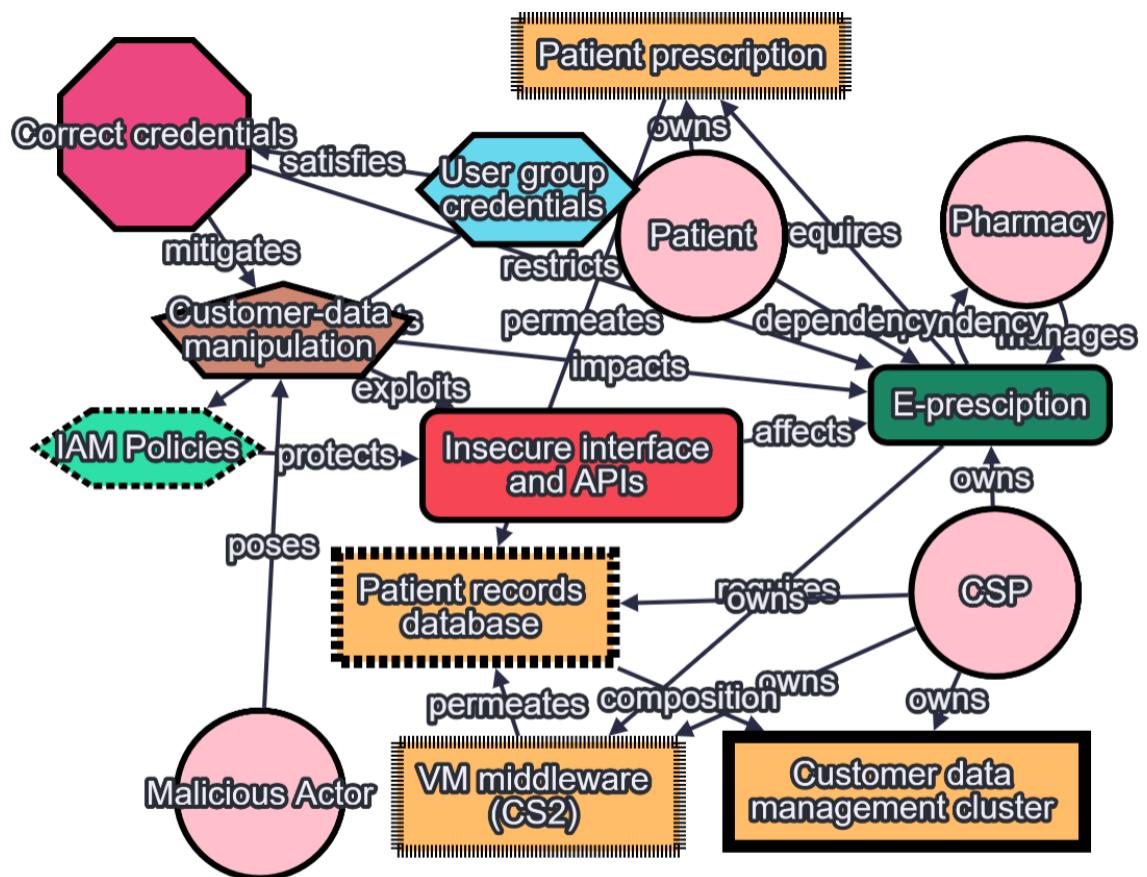 Patient prescription
owns
Correct credentials
satisfies
User group
credentials
Patient
requires
Pharmacy
mitigates
restricts
permeates
dependency
manages
Customer-data
manipulation
impacts
exploits
E-presciption
IAM Policies
protects
Insecure interface
and APIs
affects
owns
poses
Patient records
database
requires
owns
CSP
permeates
composition
owns
owns
Malicious Actor
VM middleware
(CS2)
Customer data
management cluster